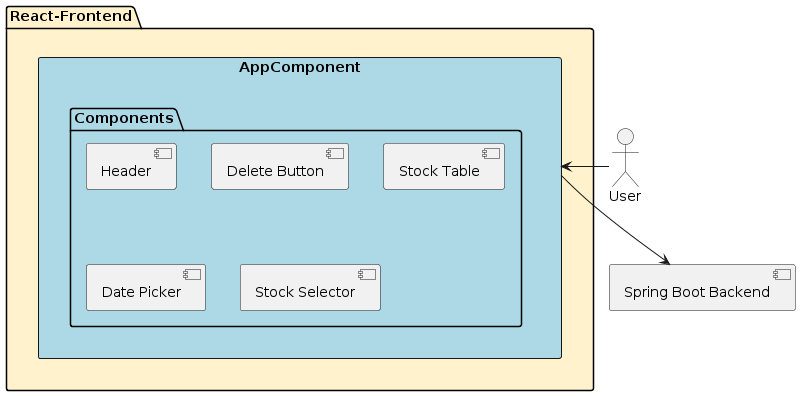 React-Frontend
AppComponent
Components
Header
Delete Button
Stock Table
User
Date Picker
Stock Selector
Spring Boot Backend